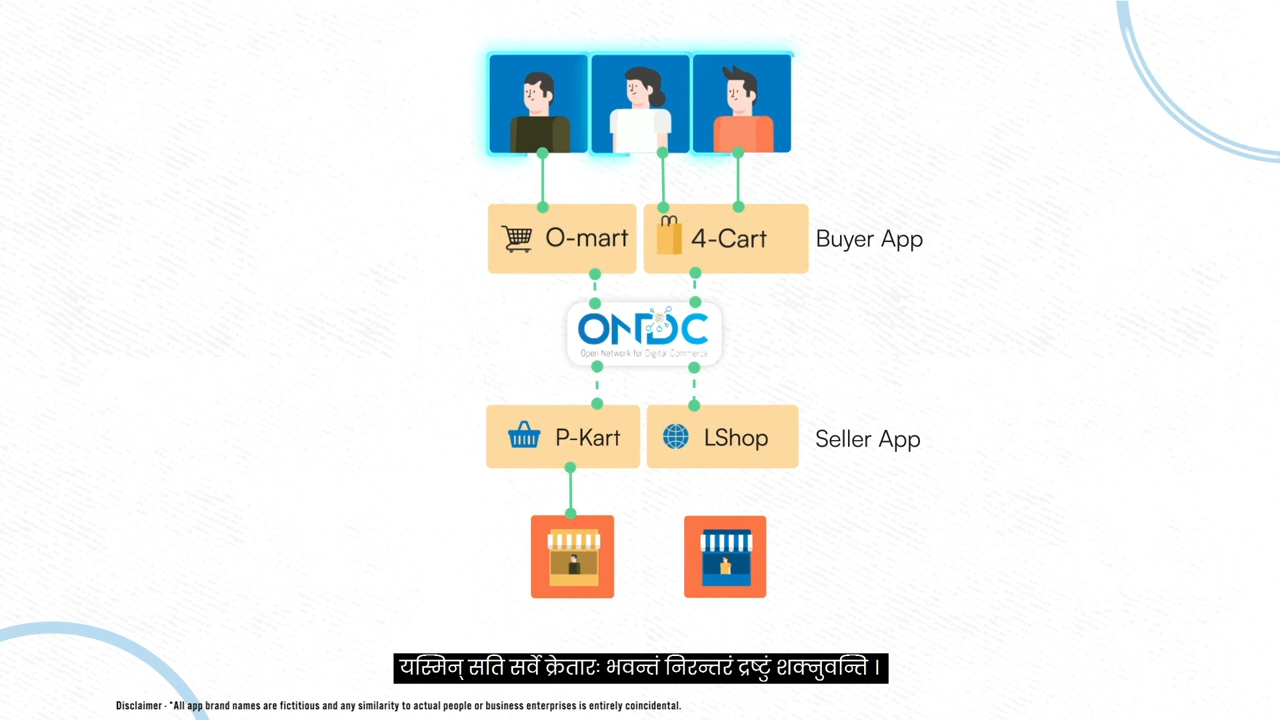 O-mart
4-Cart
Buyer App
ONDC
Open Network for Digital Commerce
P-Kart
LShop
Seller App
यस्मिन् सति सर्वे क्रेतारः भवन्तं निरन्तरं द्रष्टुं शक्नुवन्ति ।
Disclaimer - *All app brand names are fictitious and any similarity to actual people or business enterprises is entirely coincidental.